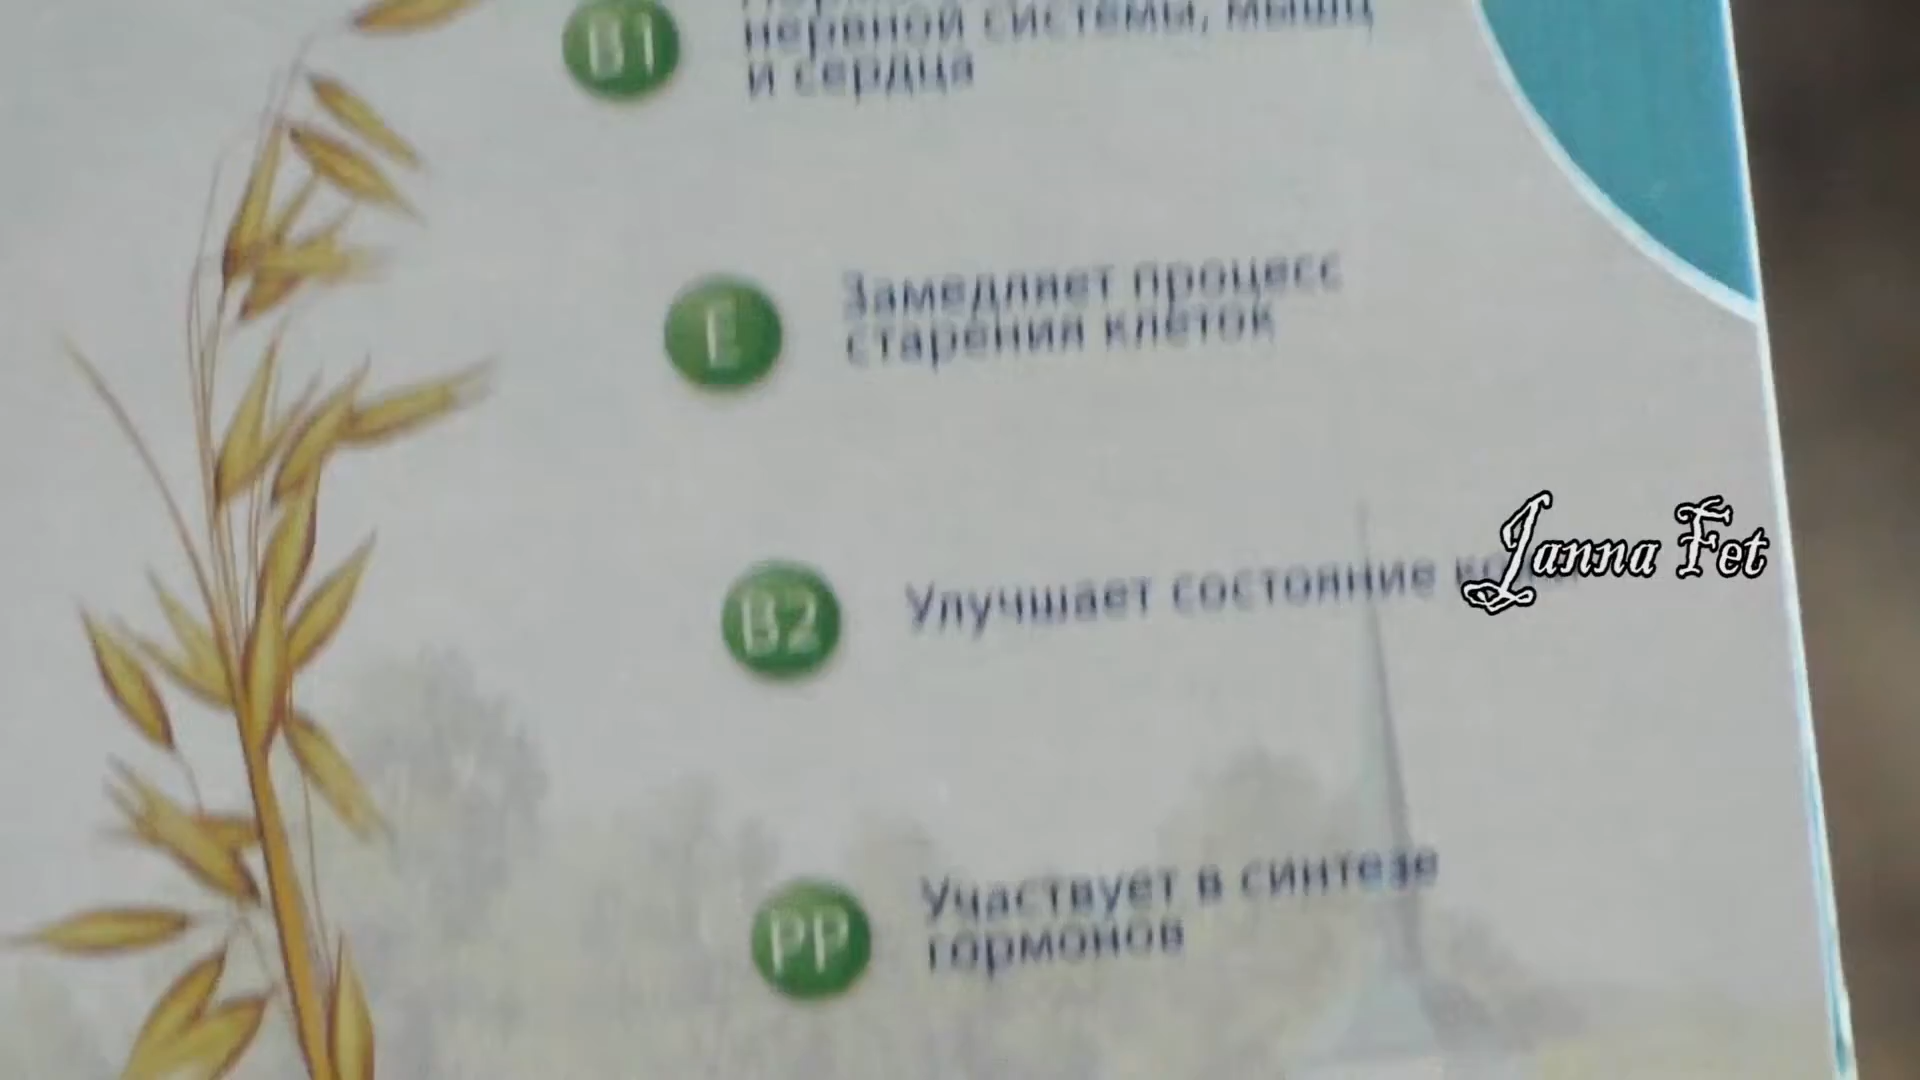 B1
нервной системы, мышц
и сердца
E
Замедляет процесс
старения клеток
B2
Улучшает состояние
Janna Fet
PP
Участвует в синтезе
гормонов